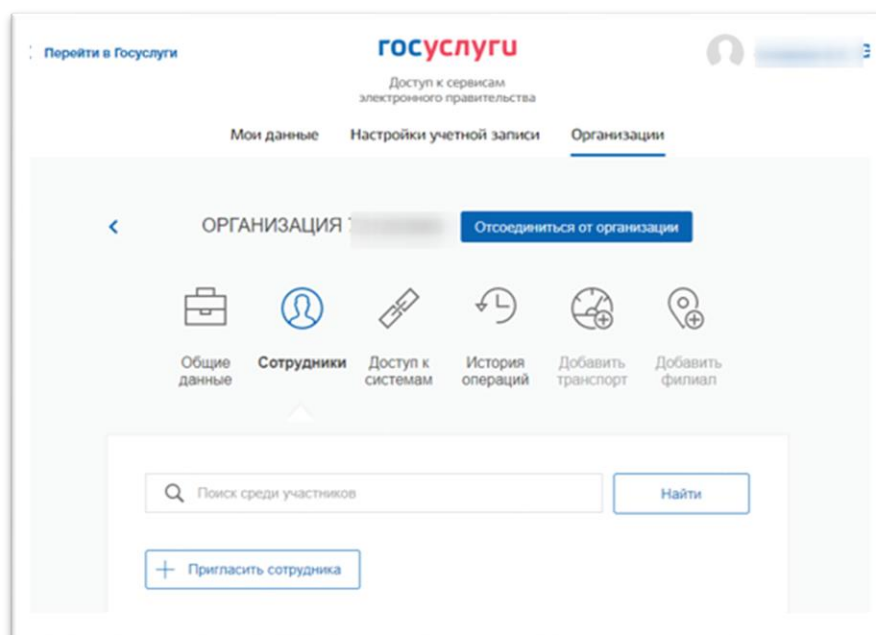 Перейти в Госуслуги
госуслуги
Доступ к сервисам
электронного правительства
Мои данные Настройки учетной записи Организации
ОРГАНИЗАЦИЯ
Отсоединиться от организации
Общие
данные
Сотрудники
Доступ к
системам
История
операций
Добавить
транспорт
Добавить
филиал
Поиск среди участников
Найти
Пригласить сотрудника